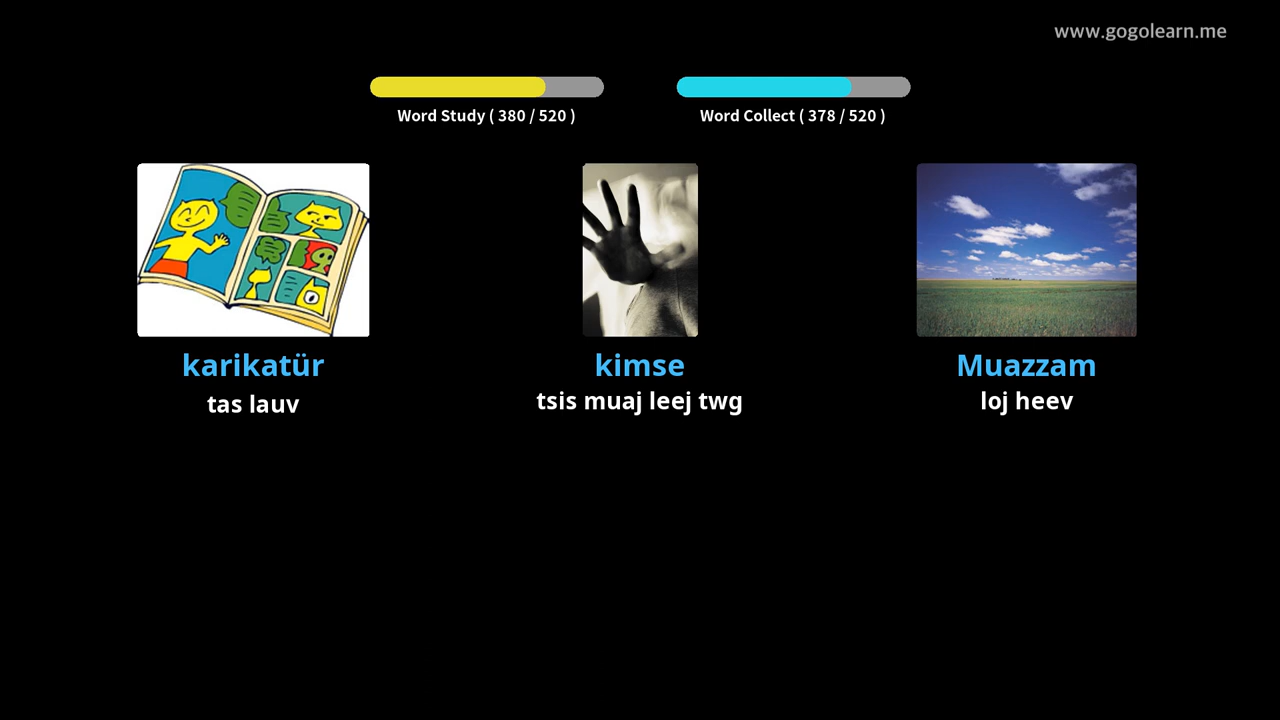 www.gogolearn.me
Word Study ( 380 / 520 )
Word Collect ( 378 / 520 )
karikatür
kimse
Muazzam
tas lauv
tsis muaj leej twg
loj heev